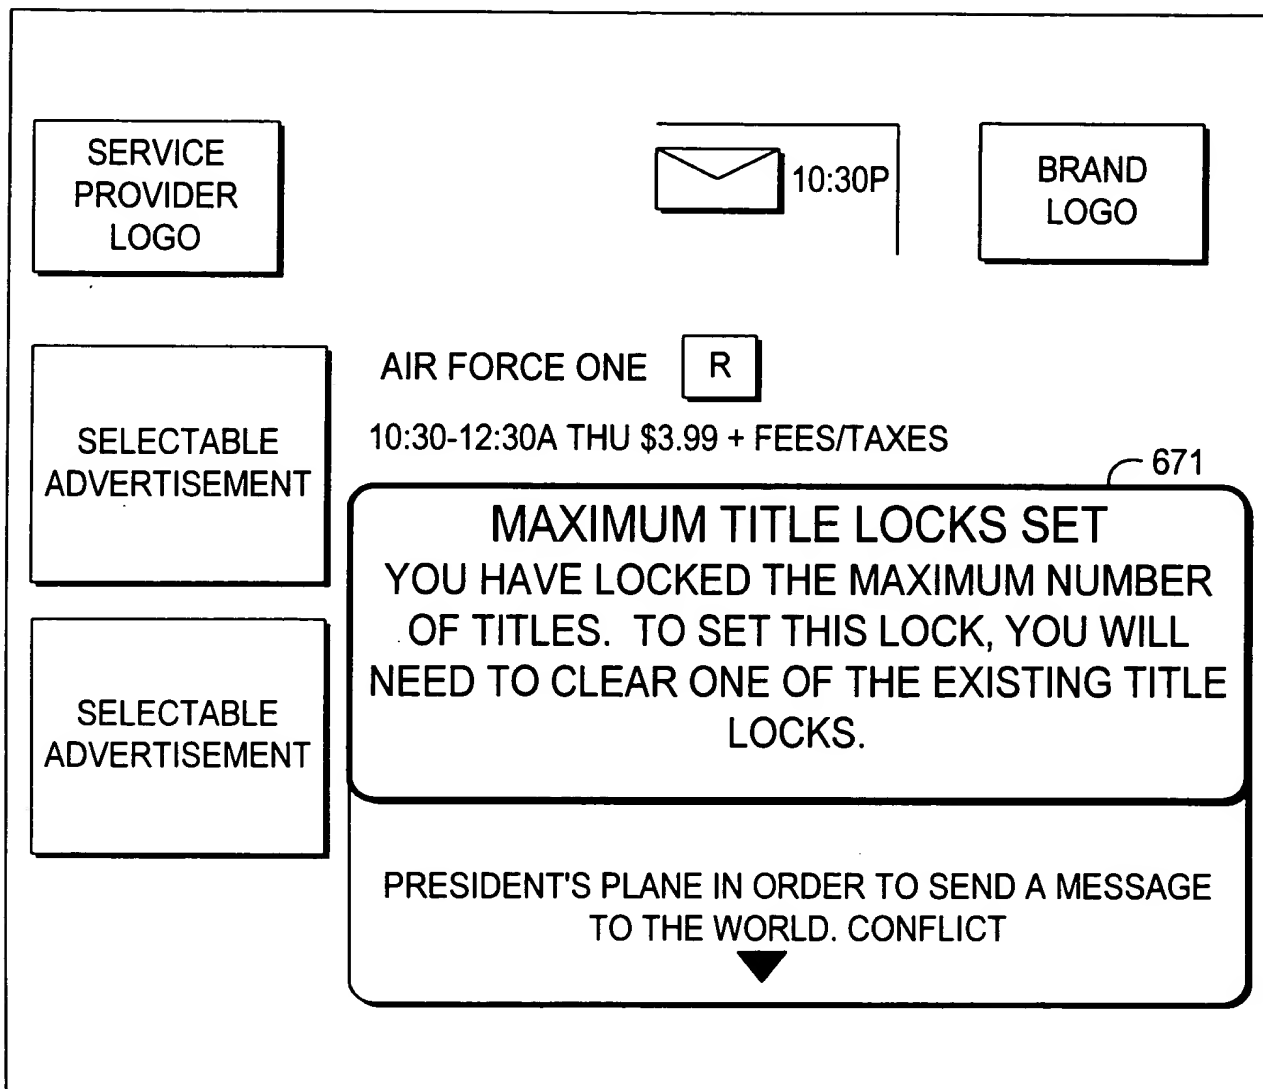 SERVICE
PROVIDER
LOGO
10:30P
BRAND
LOGO
AIR FORCE ONE R
10:30-12:30A THU $3.99 + FEES/TAXES
SELECTABLE
ADVERTISEMENT
671
MAXIMUM TITLE LOCKS SET
YOU HAVE LOCKED THE MAXIMUM NUMBER
OF TITLES. TO SET THIS LOCK, YOU WILL
NEED TO CLEAR ONE OF THE EXISTING TITLE
LOCKS.
SELECTABLE
ADVERTISEMENT
PRESIDENT'S PLANE IN ORDER TO SEND A MESSAGE
TO THE WORLD. CONFLICT